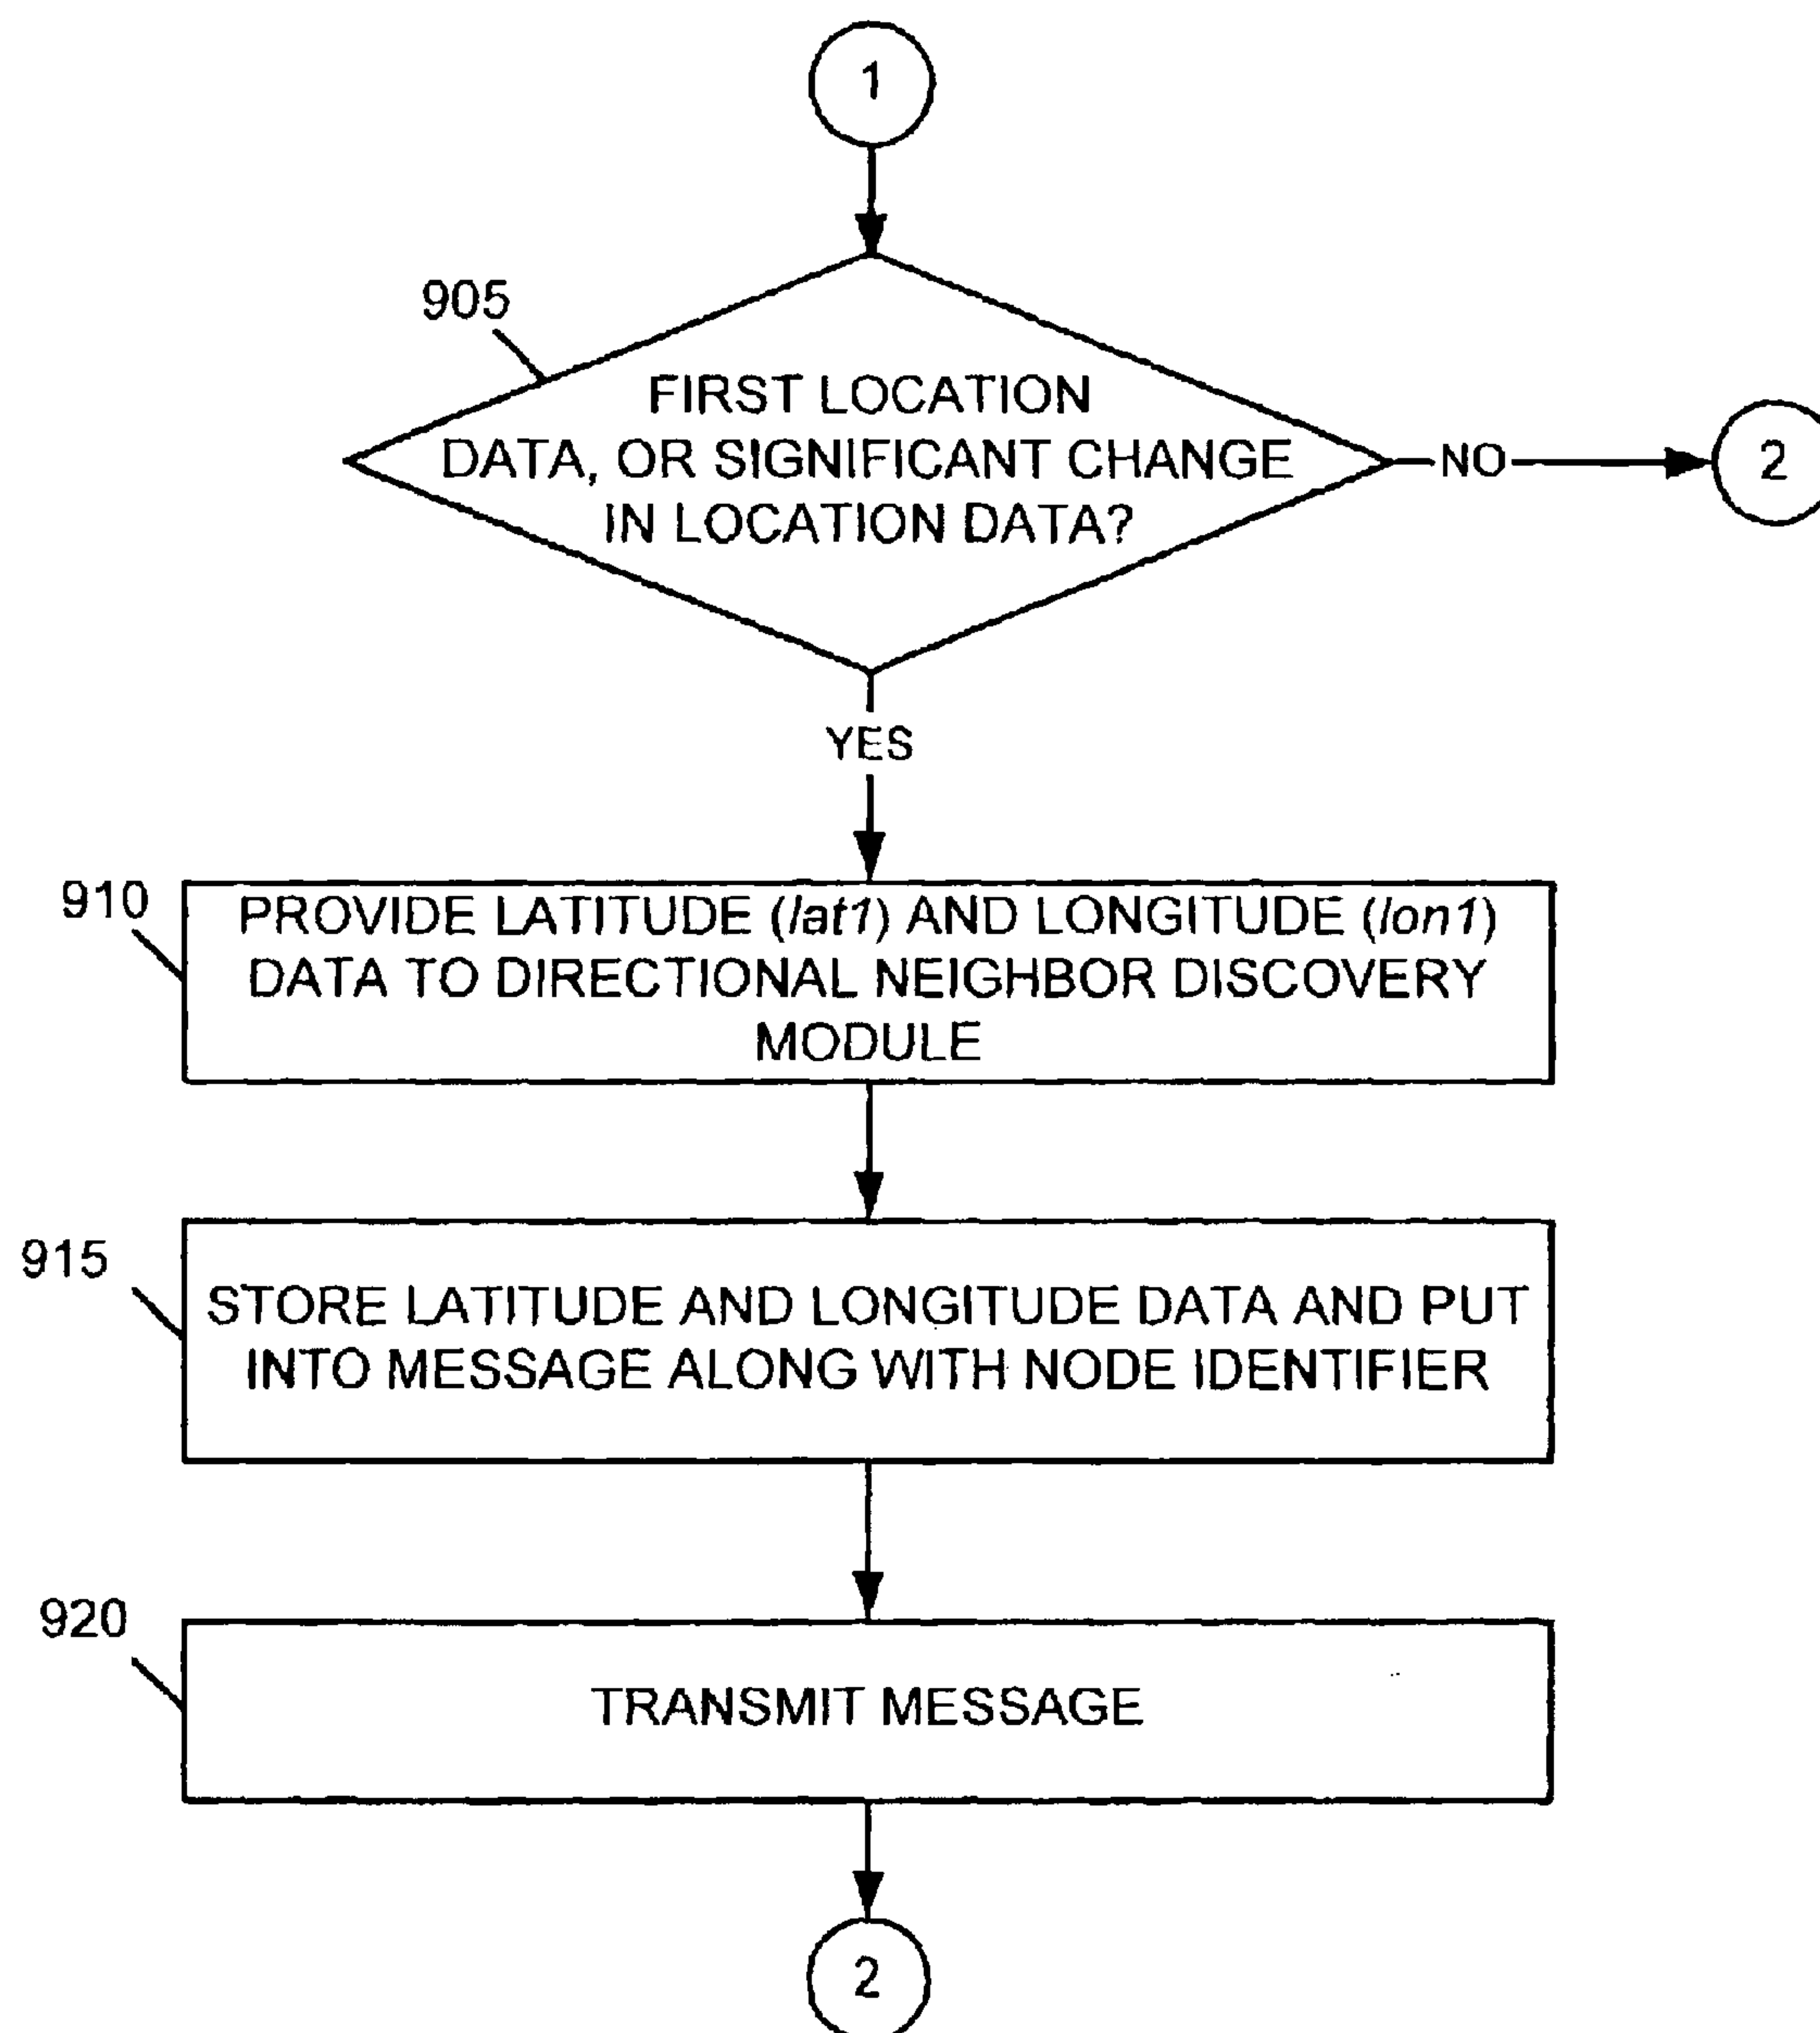 1
905
FIRST LOCATION
DATA, OR SIGNIFICANT CHANGE
IN LOCATION DATA?
NO
2
YES
910
PROVIDE LATITUDE (lat1) AND LONGITUDE (lon1)
DATA TO DIRECTIONAL NEIGHBOR DISCOVERY
MODULE
915
STORE LATITUDE AND LONGITUDE DATA AND PUT
INTO MESSAGE ALONG WITH NODE IDENTIFIER
920
TRANSMIT MESSAGE
2